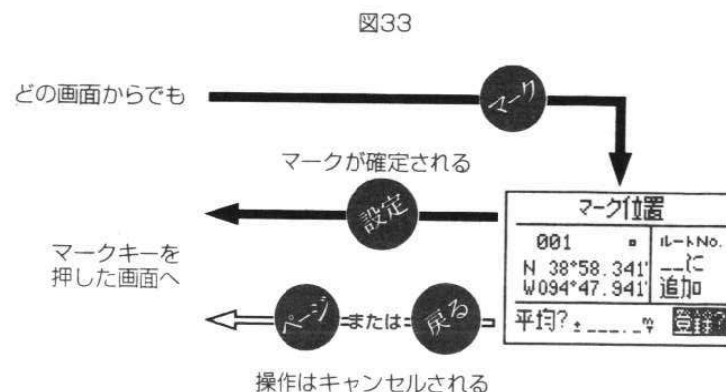 図33
どの画面からでも
マーク
マークが確定される
設定
マークキーを
押した画面へ
ページ
または
戻る
操作はキャンセルされる
マーク位置
001
N 38°58.341'
W094°47.941'
ルートNo.
__に
追加
平均? ±___._m
登録?